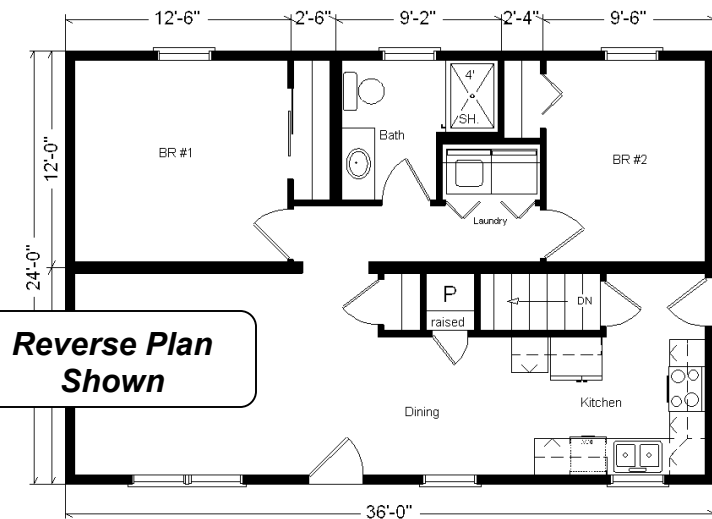 12'-6" 2'-6" 9'-2" 2'-4" 9'-6"
4'
SH.
Bath
BR #1
BR #2
12'-0"
Laundry
24'-0"
P
raised
DN
Reverse Plan
Shown
Dining
Kitchen
36'-0"